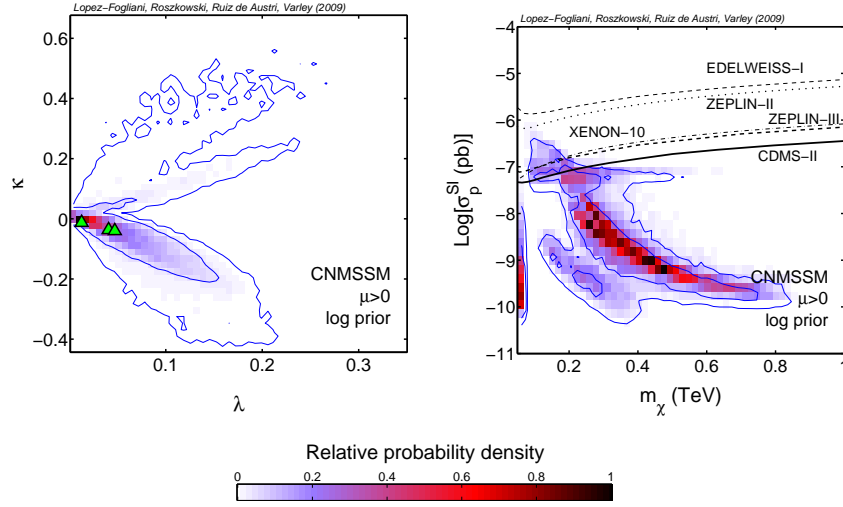 Lopez-Fogliani, Roszkowski, Ruiz de Austri, Varley (2009)
κ
0.6
0.4
0.2
0
−0.2
−0.4
0.1
0.2
0.3
λ
CNMSSM
μ>0
log prior
Lopez-Fogliani, Roszkowski, Ruiz de Austri, Varley (2009)
Log[σ_p^SI (pb)]
−4
−5
−6
−7
−8
−9
−10
−11
EDELWEISS−I
ZEPLIN−II
ZEPLIN−III
XENON−10
CDMS−II
CNMSSM
μ>0
log prior
0.2
0.4
0.6
0.8
1
m_χ (TeV)
Relative probability density
0 0.2 0.4 0.6 0.8 1